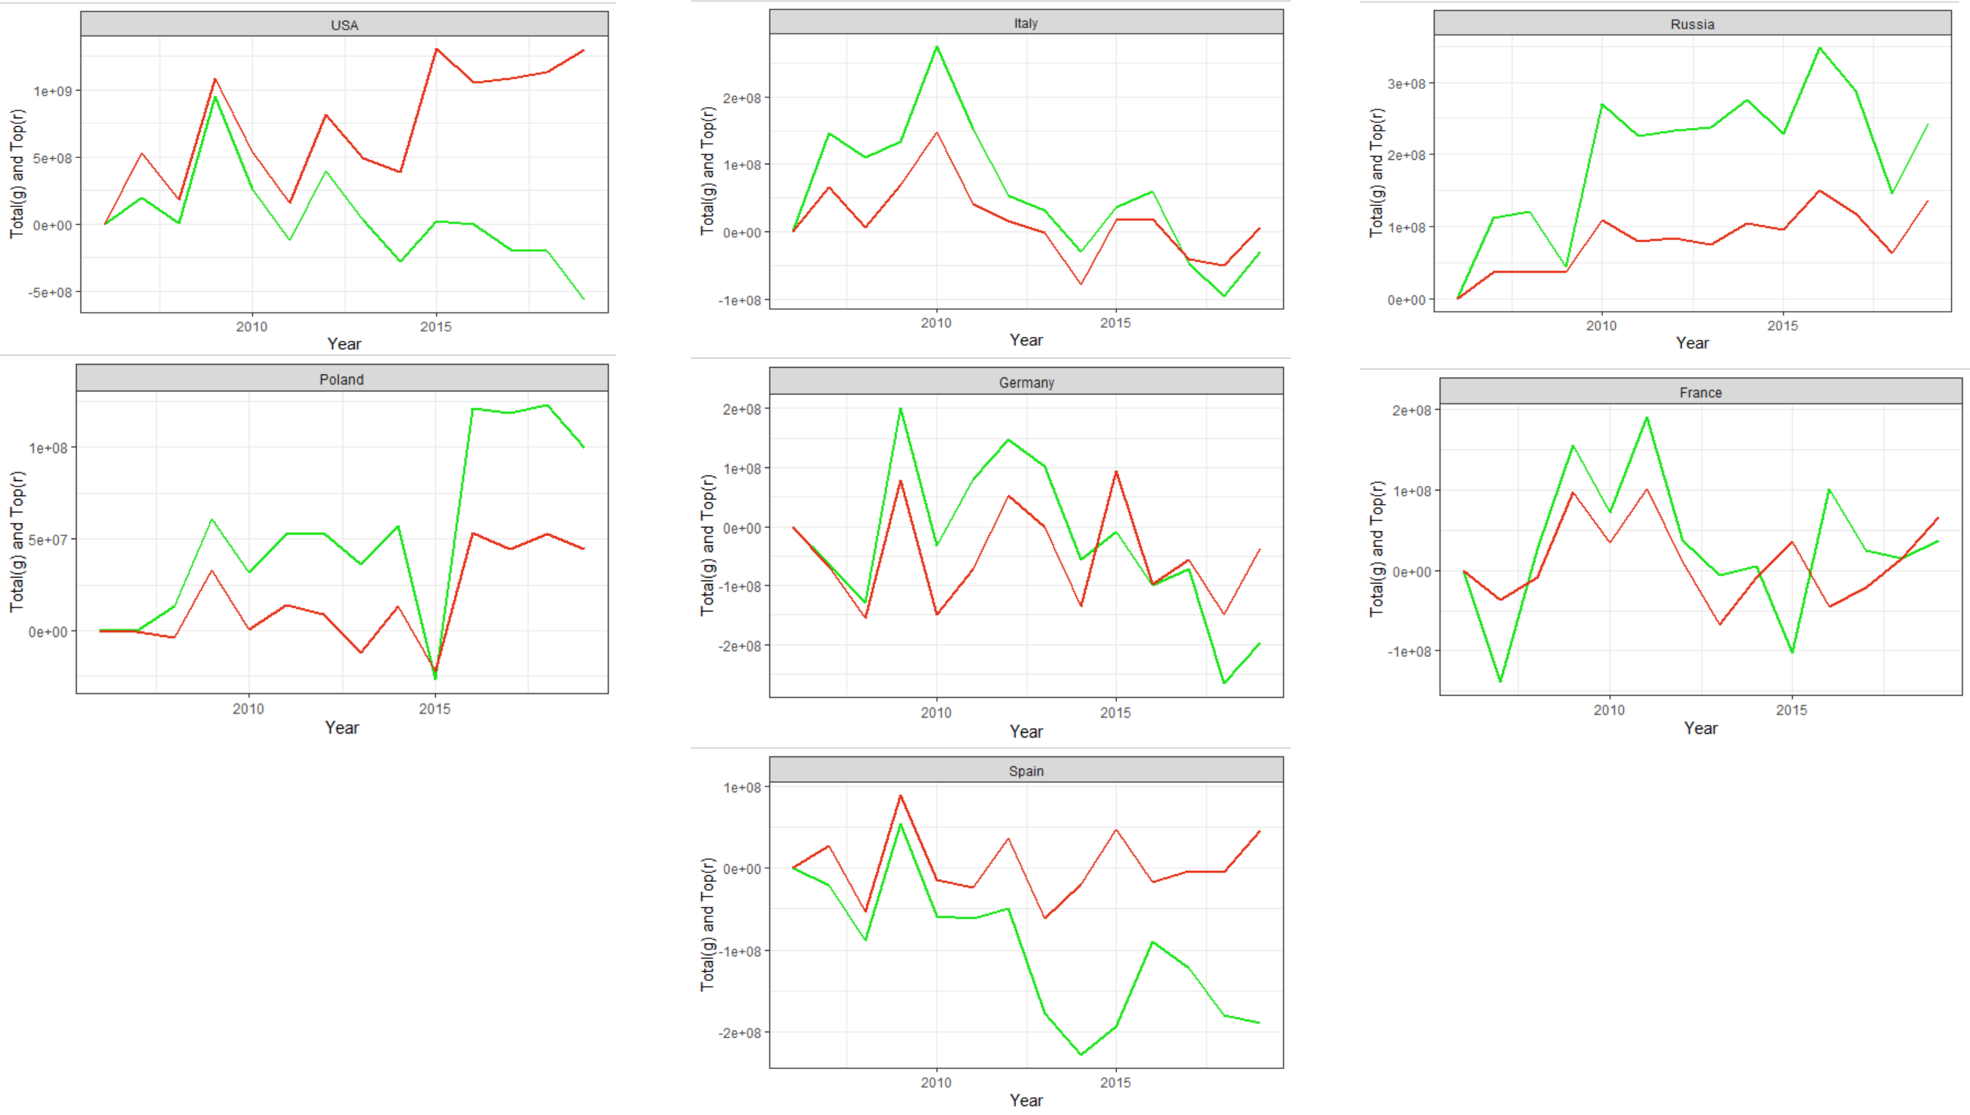 USA
1e+09
5e+08
0e+00
-5e+08
Total(g) and Top(r)
2010 2015
Year
Italy
2e+08
1e+08
0e+00
-1e+08
Total(g) and Top(r)
2010 2015
Year
Russia
3e+08
2e+08
1e+08
0e+00
Total(g) and Top(r)
2010 2015
Year
Poland
1e+08
5e+07
0e+00
Total(g) and Top(r)
2010 2015
Year
Germany
2e+08
1e+08
0e+00
-1e+08
-2e+08
Total(g) and Top(r)
2010 2015
Year
France
2e+08
1e+08
0e+00
-1e+08
Total(g) and Top(r)
2010 2015
Year
Spain
1e+08
0e+00
-1e+08
-2e+08
Total(g) and Top(r)
2010 2015
Year